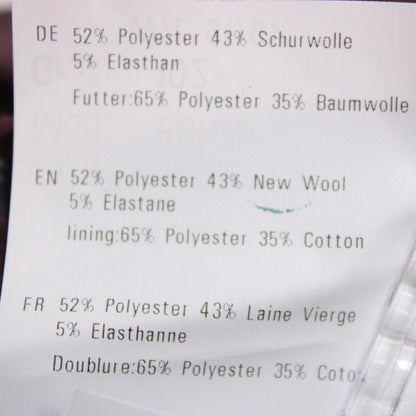 DE 52% Polyester 43% Schurwolle
5% Elasthan
Futter:65% Polyester 35% Baumwolle
EN 52% Polyester 43% New Wool
5% Elastane
lining:65% Polyester 35% Cotton
FR 52% Polyester 43% Laine Vierge
5% Elasthanne
Doublure:65% Polyester 35%